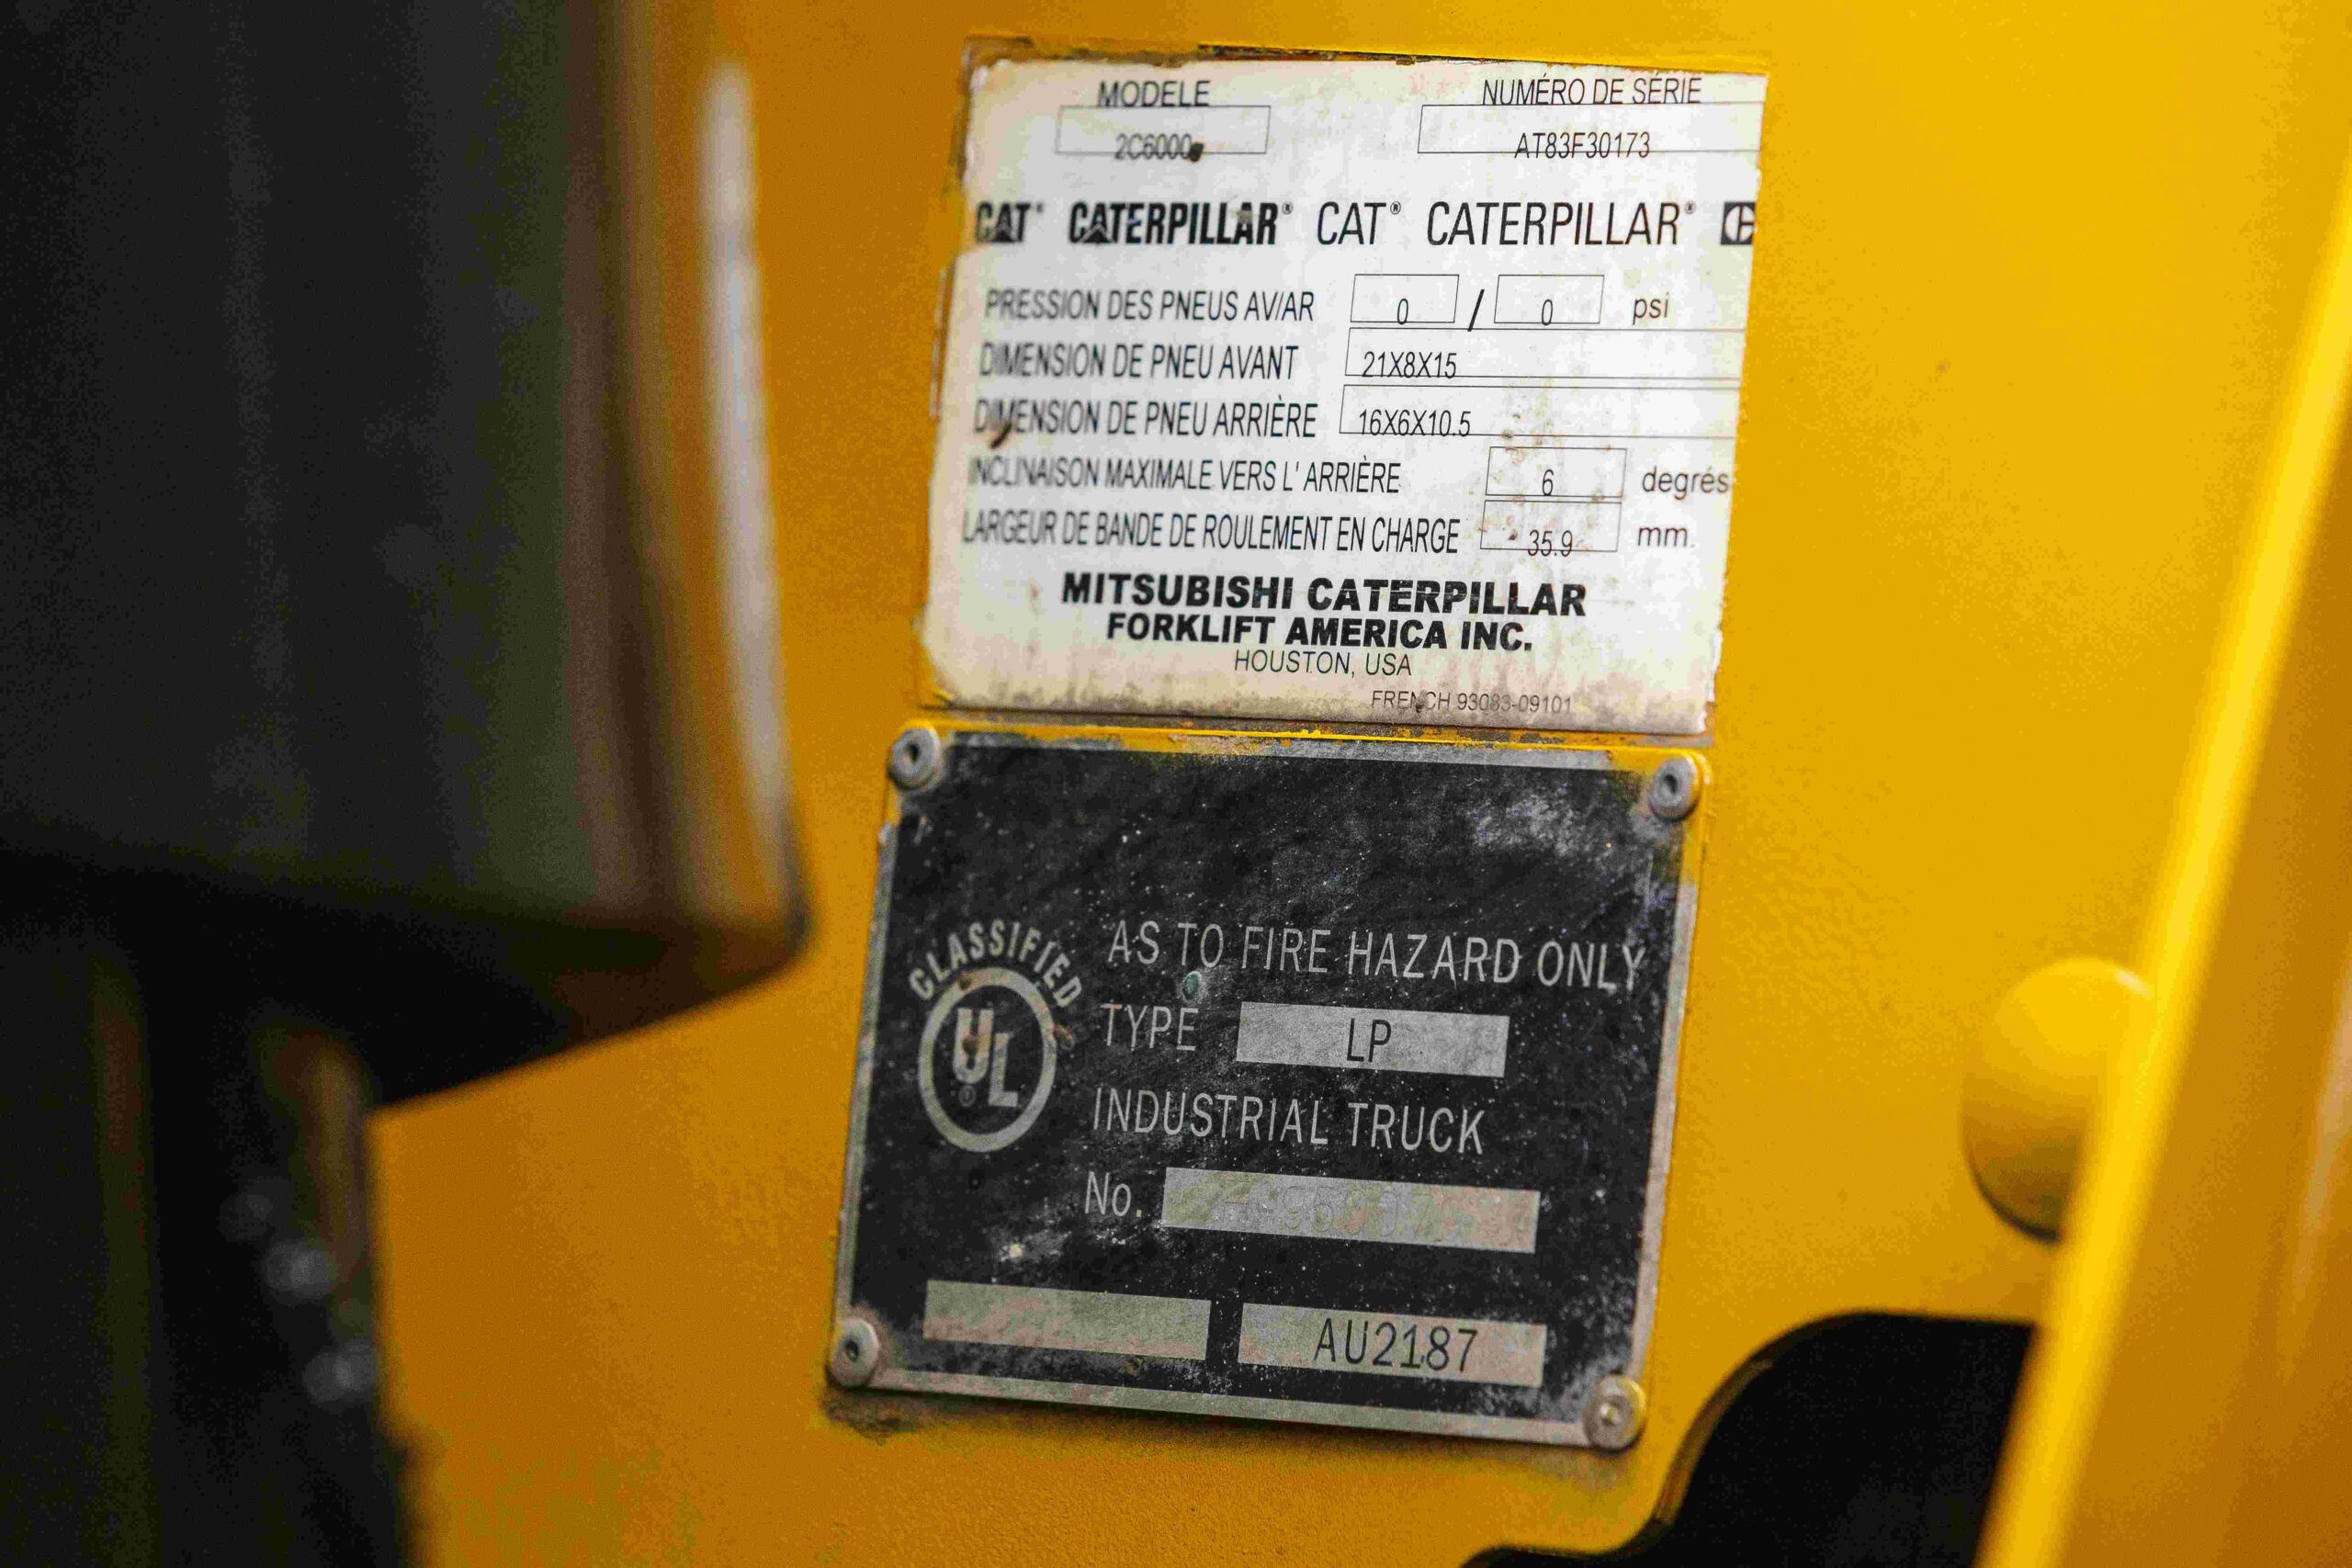 MODELE NUMÉRO DE SÉRIE
2C6000 AT83F30173
CAT® CATERPILLAR® CAT® CATERPILLAR®
PRESSION DES PNEUS AV/AR 0 / 0 psi
DIMENSION DE PNEU AVANT 21X8X15
DIMENSION DE PNEU ARRIÈRE 16X6X10.5
INCLINAISON MAXIMALE VERS L' ARRIÈRE 6 degrés
LARGEUR DE BANDE DE ROULEMENT EN CHARGE 35.9 mm.
MITSUBISHI CATERPILLAR
FORKLIFT AMERICA INC.
HOUSTON, USA
FRENCH 93083-09101
CLASSIFIED
UL®
AS TO FIRE HAZARD ONLY
TYPE LP
INDUSTRIAL TRUCK
No.
AU2187